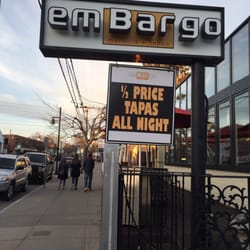 emBargo
½ PRICE
TAPAS
ALL NIGHT